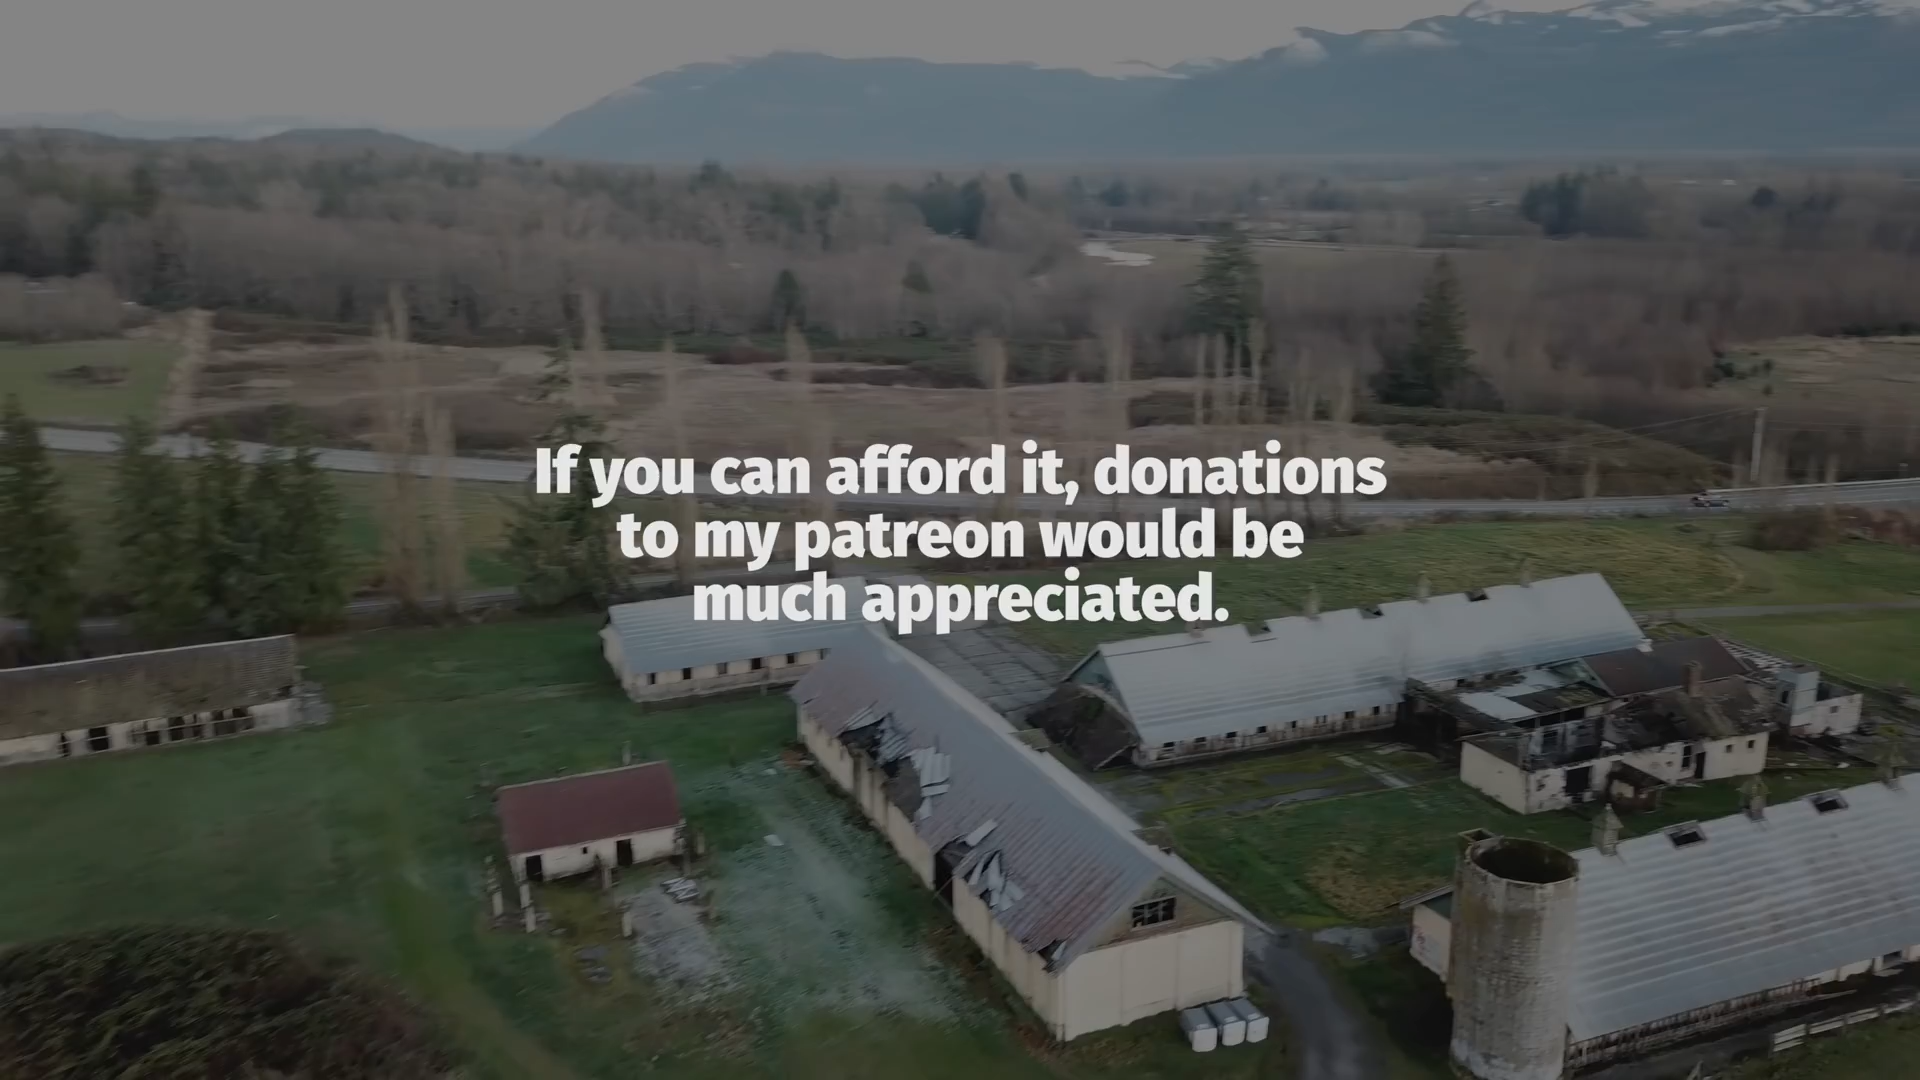 If you can afford it, donations
to my patreon would be
much appreciated.